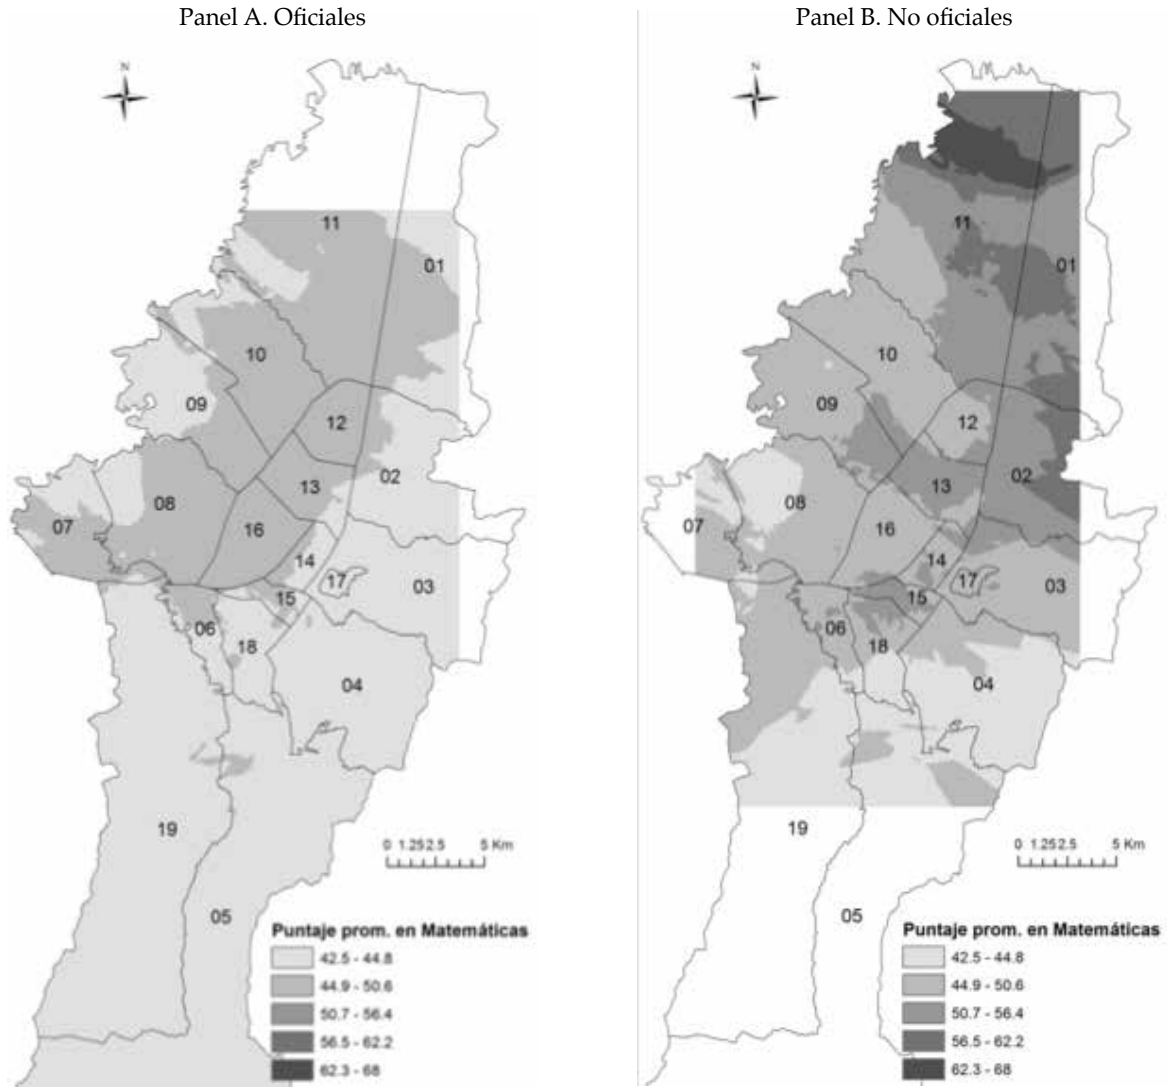 Panel A. Oficiales
N
11
01
10
09
12
02
13
08
07
16
14
17
03
15
06
18
04
19
05
0 1.25 2.5 5 Km
Puntaje prom. en Matemáticas
42.5 - 44.8
44.9 - 50.6
50.7 - 56.4
56.5 - 62.2
62.3 - 68
Panel B. No oficiales
N
11
01
10
09
12
02
13
08
07
16
14
17
03
15
06
18
04
19
05
0 1.25 2.5 5 Km
Puntaje prom. en Matemáticas
42.5 - 44.8
44.9 - 50.6
50.7 - 56.4
56.5 - 62.2
62.3 - 68